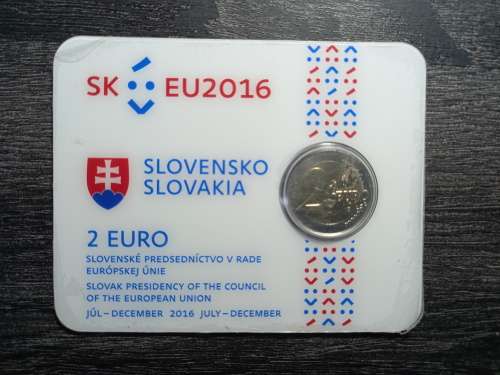 SK EU2016
SLOVENSKO
SLOVAKIA
2 EURO
SLOVENSKÉ PREDSEDNÍCTVO V RADE
EURÓPSKEJ ÚNIE
SLOVAK PRESIDENCY OF THE COUNCIL
OF THE EUROPEAN UNION
JÚL – DECEMBER 2016 JULY – DECEMBER